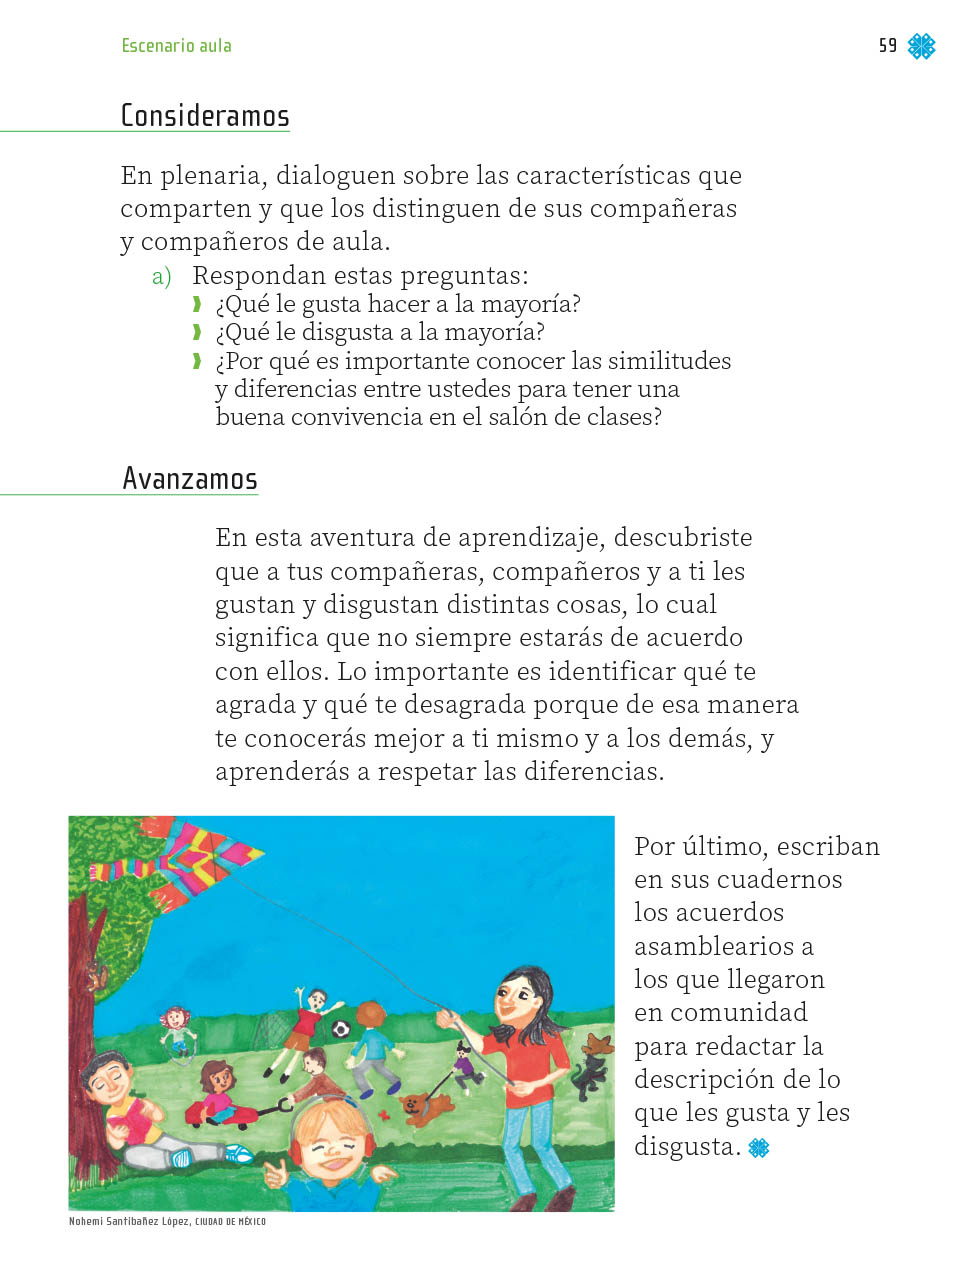 Escenario aula
59
Consideramos
En plenaria, dialoguen sobre las características que
comparten y que los distinguen de sus compañeras
y compañeros de aula.
a) Respondan estas preguntas:
¿Qué le gusta hacer a la mayoría?
¿Qué le disgusta a la mayoría?
¿Por qué es importante conocer las similitudes
y diferencias entre ustedes para tener una
buena convivencia en el salón de clases?
Avanzamos
En esta aventura de aprendizaje, descubriste
que a tus compañeras, compañeros y a ti les
gustan y disgustan distintas cosas, lo cual
significa que no siempre estarás de acuerdo
con ellos. Lo importante es identificar qué te
agrada y qué te desagrada porque de esa manera
te conocerás mejor a ti mismo y a los demás, y
aprenderás a respetar las diferencias.
Por último, escriban
en sus cuadernos
los acuerdos
asamblearios a
los que llegaron
en comunidad
para redactar la
descripción de lo
que les gusta y les
disgusta.
Nohemi Santibañez López, CIUDAD DE MÉXICO